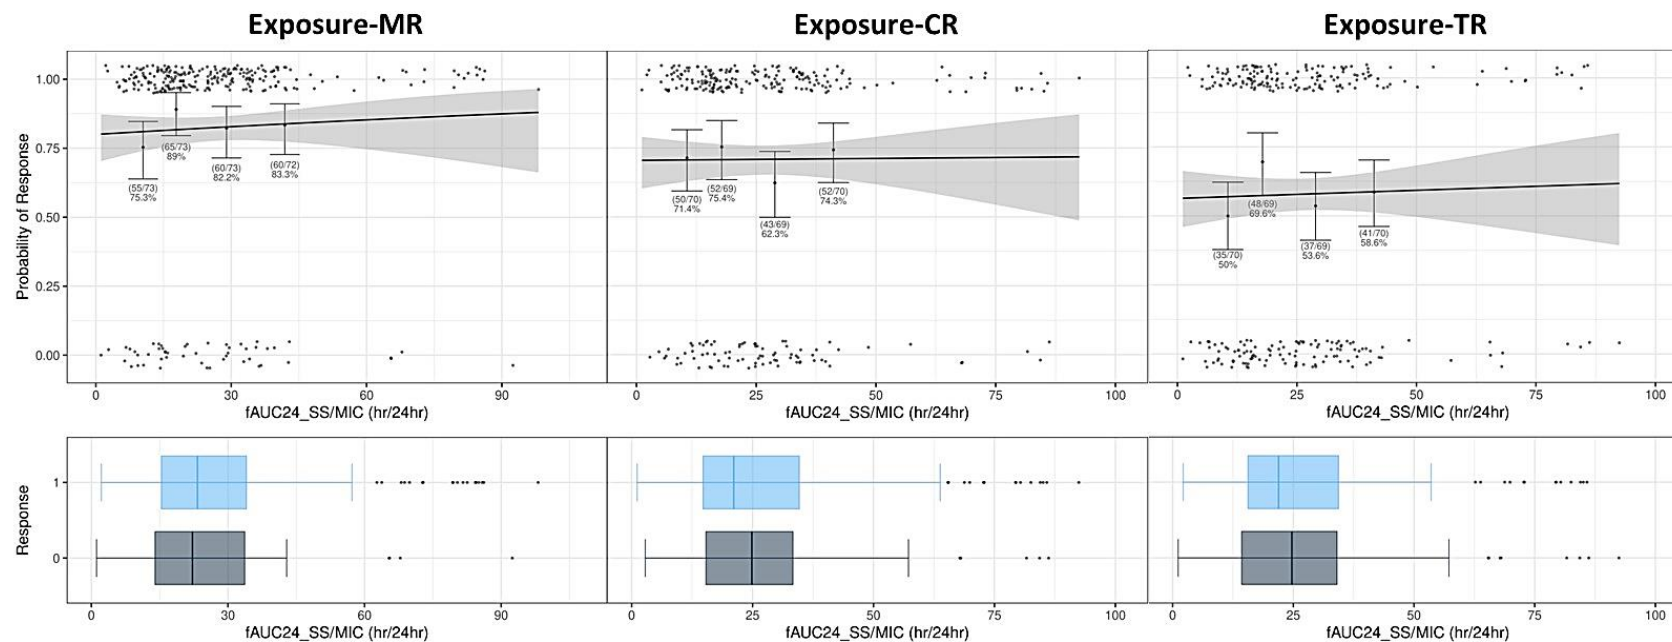 Exposure-MR
Exposure-CR
Exposure-TR
Probability of Response
1.00
0.75
0.50
0.25
0.00
(55/73)
75.3%
(65/73)
89%
(60/73)
82.2%
(60/72)
83.3%
0 30 60 90
fAUC24_SS/MIC (hr/24hr)
(50/70)
71.4%
(52/69)
75.4%
(43/69)
62.3%
(52/70)
74.3%
0 25 50 75 100
fAUC24_SS/MIC (hr/24hr)
(35/70)
50%
(48/69)
69.6%
(37/69)
53.6%
(41/70)
58.6%
0 25 50 75 100
fAUC24_SS/MIC (hr/24hr)
Response
1
0
0 30 60 90
fAUC24_SS/MIC (hr/24hr)
0 25 50 75 100
fAUC24_SS/MIC (hr/24hr)
0 25 50 75 100
fAUC24_SS/MIC (hr/24hr)